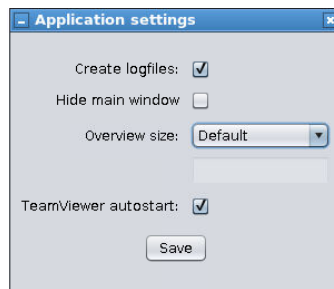 Application settings
Create logfiles:
Hide main window
Overview size: Default
TeamViewer autostart:
Save